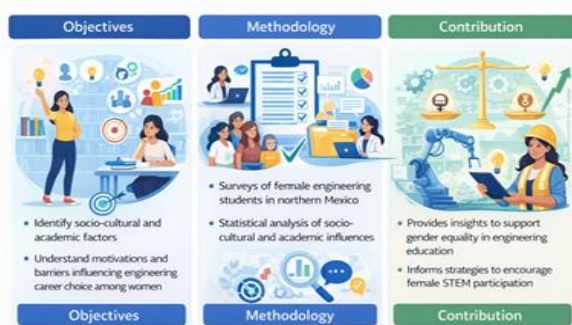 Objectives
Methodology
Contribution
• Identify socio-cultural and
academic factors
• Understand motivations and
barriers influencing engineering
career choice among women
• Surveys of female engineering
students in northern Mexico
• Statistical analysis of socio-
cultural and academic influences
• Provides insights to support
gender equality in engineering
education
• Informs strategies to encourage
female STEM participation
Objectives
Methodology
Contribution